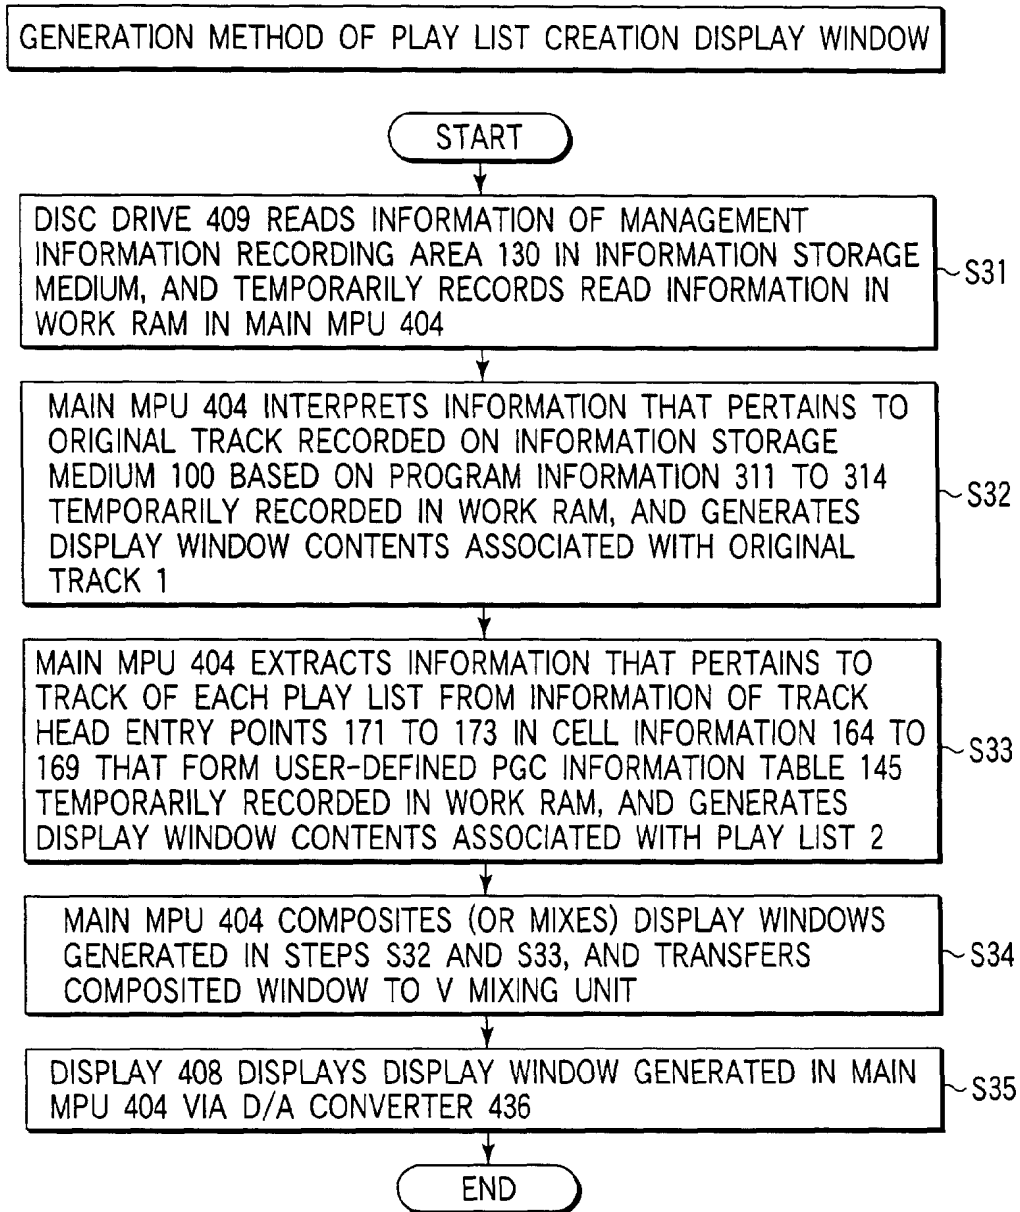 GENERATION METHOD OF PLAY LIST CREATION DISPLAY WINDOW
START
DISC DRIVE 409 READS INFORMATION OF MANAGEMENT
INFORMATION RECORDING AREA 130 IN INFORMATION STORAGE
MEDIUM, AND TEMPORARILY RECORDS READ INFORMATION IN
WORK RAM IN MAIN MPU 404
S31
MAIN MPU 404 INTERPRETS INFORMATION THAT PERTAINS TO
ORIGINAL TRACK RECORDED ON INFORMATION STORAGE
MEDIUM 100 BASED ON PROGRAM INFORMATION 311 TO 314
TEMPORARILY RECORDED IN WORK RAM, AND GENERATES
DISPLAY WINDOW CONTENTS ASSOCIATED WITH ORIGINAL
TRACK 1
S32
MAIN MPU 404 EXTRACTS INFORMATION THAT PERTAINS TO
TRACK OF EACH PLAY LIST FROM INFORMATION OF TRACK
HEAD ENTRY POINTS 171 TO 173 IN CELL INFORMATION 164 TO
169 THAT FORM USER-DEFINED PGC INFORMATION TABLE 145
TEMPORARILY RECORDED IN WORK RAM, AND GENERATES
DISPLAY WINDOW CONTENTS ASSOCIATED WITH PLAY LIST 2
S33
MAIN MPU 404 COMPOSITES (OR MIXES) DISPLAY WINDOWS
GENERATED IN STEPS S32 AND S33, AND TRANSFERS
COMPOSITED WINDOW TO V MIXING UNIT
S34
DISPLAY 408 DISPLAYS DISPLAY WINDOW GENERATED IN MAIN
MPU 404 VIA D/A CONVERTER 436
S35
END